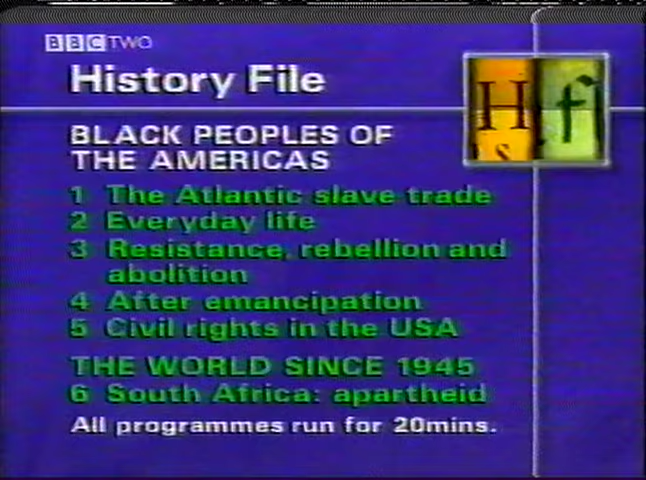 BBC TWO
History File
H f
s
BLACK PEOPLES OF
THE AMERICAS
1 The Atlantic slave trade
2 Everyday life
3 Resistance, rebellion and
abolition
4 After emancipation
5 Civil rights in the USA
THE WORLD SINCE 1945
6 South Africa: apartheid
All programmes run for 20mins.